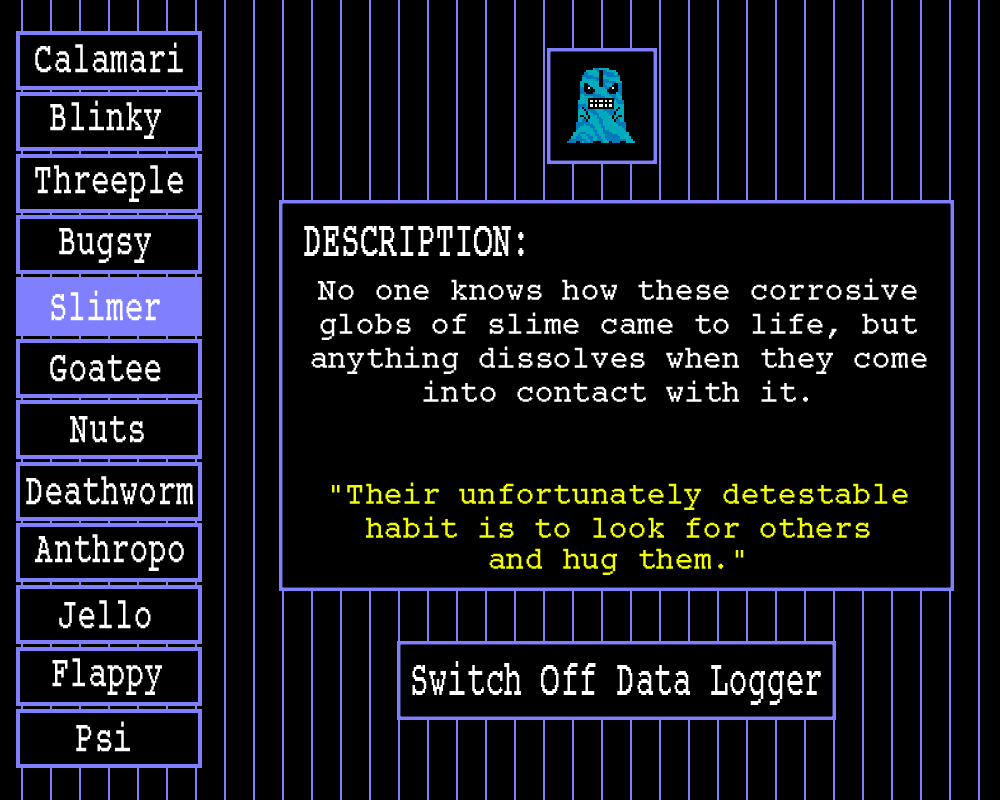 Calamari
Blinky
Threeple
Bugsy
Slimer
Goatee
Nuts
Deathworm
Anthropo
Jello
Flappy
Psi
DESCRIPTION:
No one knows how these corrosive
globs of slime came to life, but
anything dissolves when they come
into contact with it.
"Their unfortunately detestable
habit is to look for others
and hug them."
Switch Off Data Logger